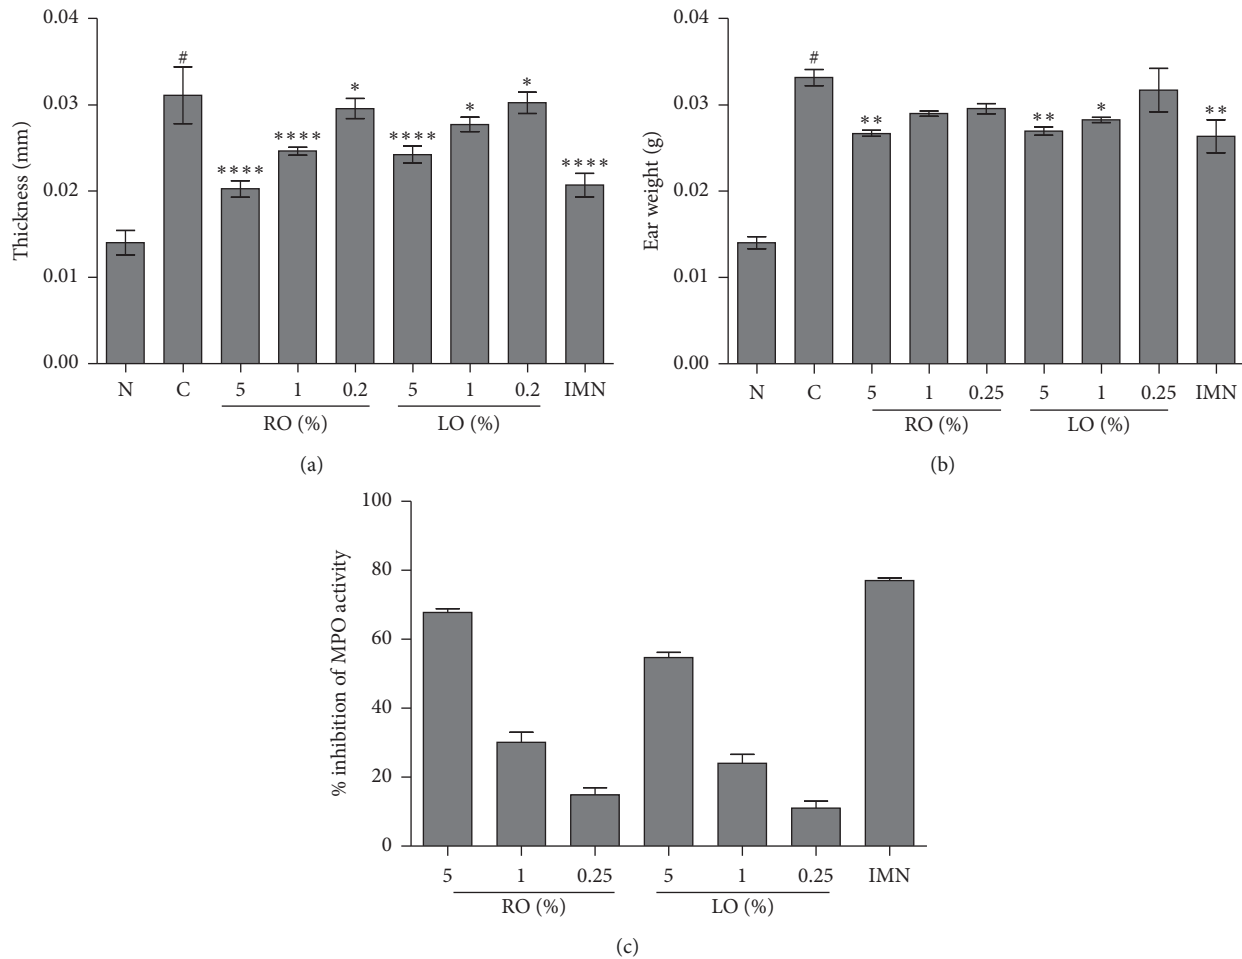 0.04
0.03
0.02
0.01
0.00
Thickness (mm)
#
****
****
*
****
*
*
****
N C 5 1 0.2 5 1 0.2 IMN
RO (%) LO (%)
(a)
0.04
0.03
0.02
0.01
0.00
Ear weight (g)
#
**
**
*
**
N C 5 1 0.25 5 1 0.25 IMN
RO (%) LO (%)
(b)
100
80
60
40
20
0
% inhibition of MPO activity
5 1 0.25 5 1 0.25 IMN
RO (%) LO (%)
(c)